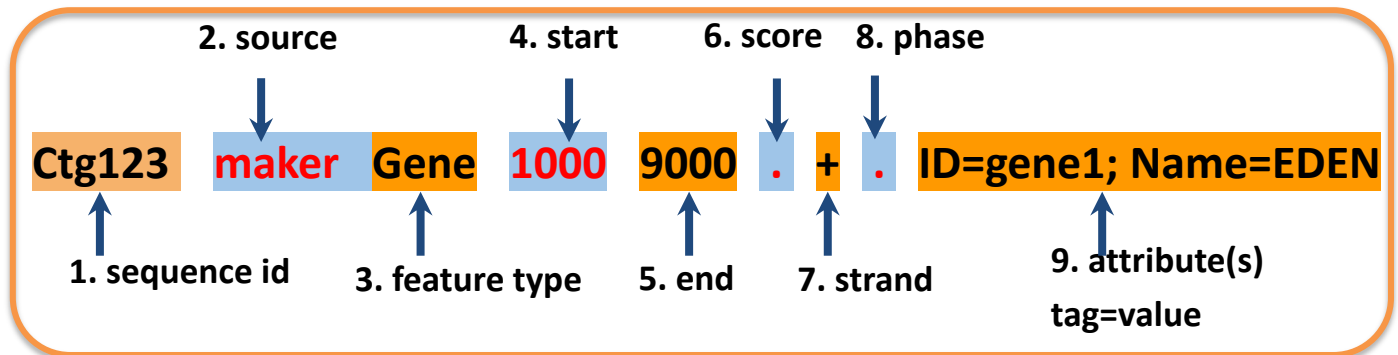 2. source 4. start 6. score 8. phase
Ctg123 maker Gene 1000 9000 . + . ID=gene1; Name=EDEN
1. sequence id 3. feature type 5. end 7. strand 9. attribute(s)
tag=value